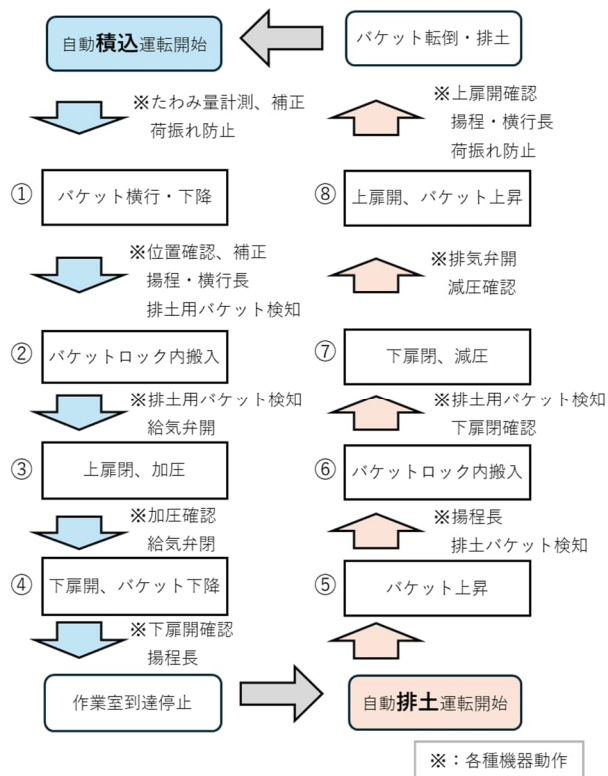 自動積込運転開始
バケット転倒・排土
※たわみ量計測、補正
荷振れ防止
※上扉開確認
揚程・横行長
荷振れ防止
① バケット横行・下降
⑧ 上扉開、バケット上昇
※位置確認、補正
揚程・横行長
排土用バケット検知
※排気弁開
減圧確認
② バケットロック内搬入
⑦ 下扉閉、減圧
※排土用バケット検知
給気弁開
※排土用バケット検知
下扉閉確認
③ 上扉閉、加圧
⑥ バケットロック内搬入
※加圧確認
給気弁閉
※揚程長
排土バケット検知
④ 下扉開、バケット下降
⑤ バケット上昇
※下扉開確認
揚程長
作業室到達停止
自動排土運転開始
※：各種機器動作